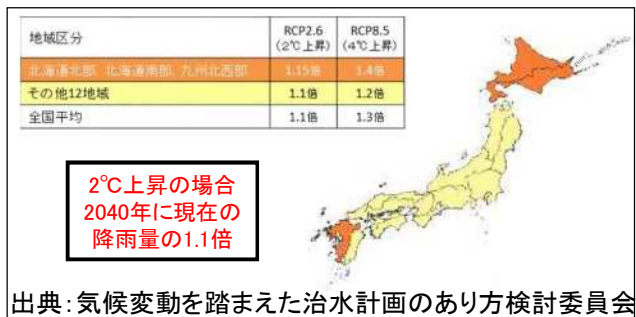 地域区分 RCP2.6 RCP8.5
(2℃上昇) (4℃上昇)
北海道北部、北海道南部、九州北西部 1.15倍 1.4倍
その他12地域 1.1倍 1.2倍
全国平均 1.1倍 1.3倍
2℃上昇の場合
2040年に現在の
降雨量の1.1倍
出典：気候変動を踏まえた治水計画のあり方検討委員会